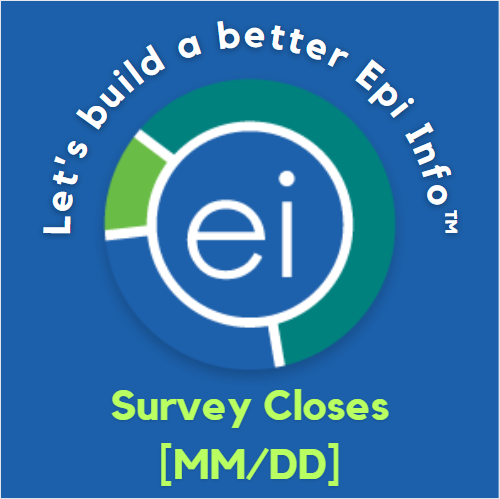 Let's build a better Epi Info™
ei
Survey Closes
[MM/DD]